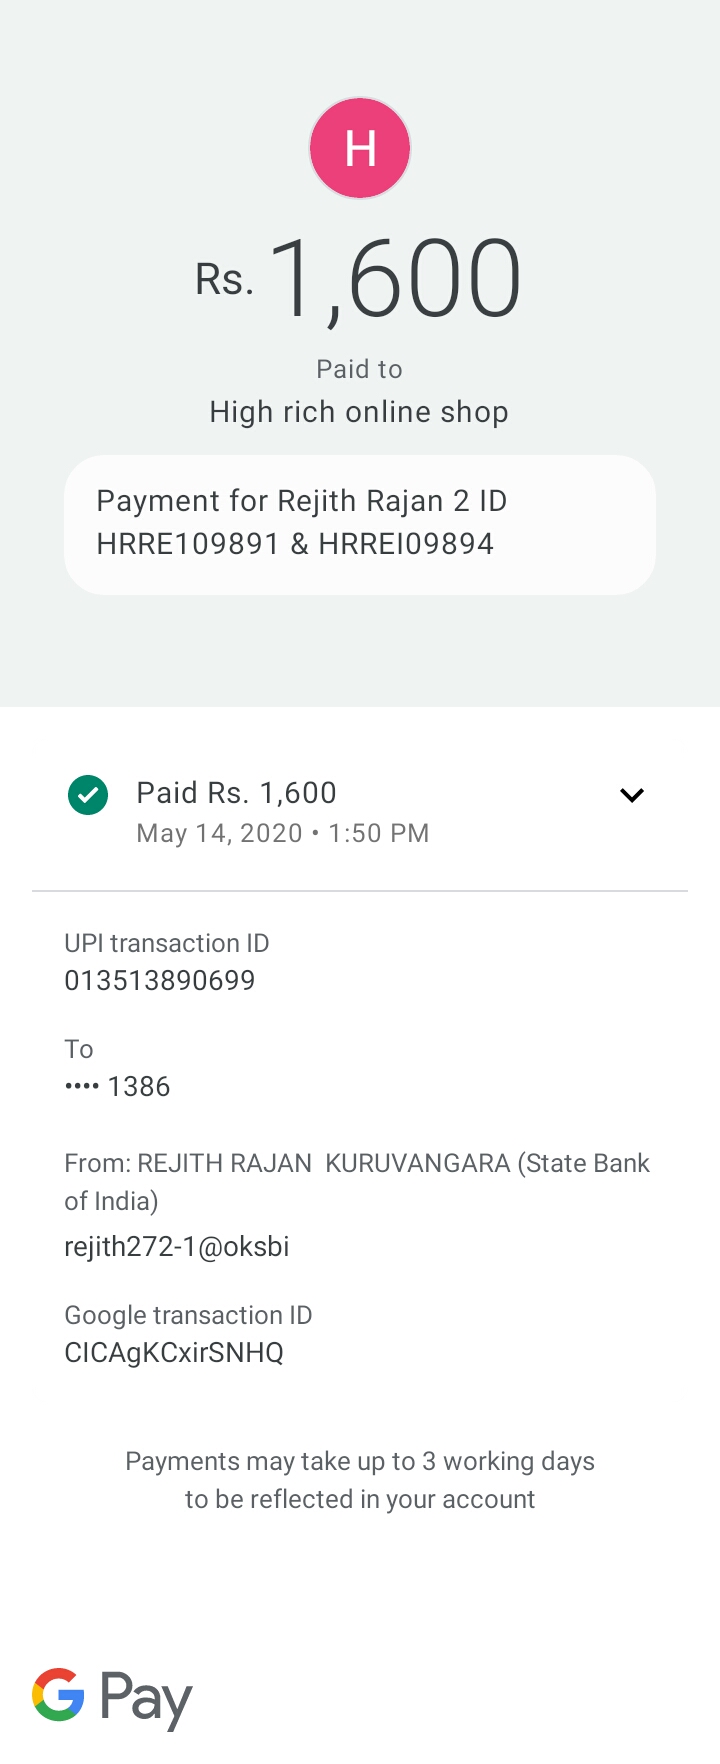 H
Rs. 1,600
Paid to
High rich online shop
Payment for Rejith Rajan 2 ID
HRRE109891 & HRREI09894
Paid Rs. 1,600
May 14, 2020 • 1:50 PM
UPI transaction ID
013513890699
To
•••• 1386
From: REJITH RAJAN  KURUVANGARA (State Bank
of India)
rejith272-1@oksbi
Google transaction ID
CICAgKCxirSNHQ
Payments may take up to 3 working days
to be reflected in your account
G Pay